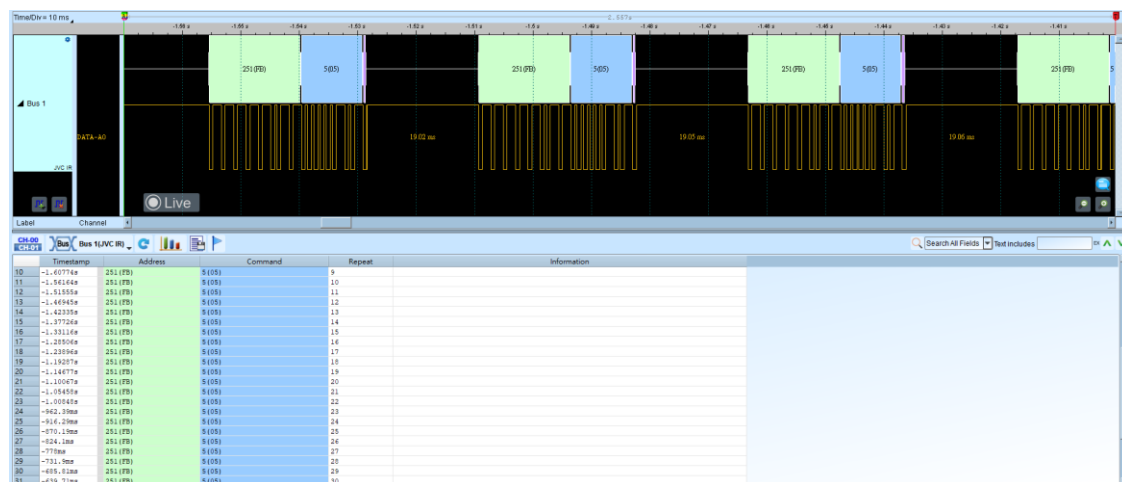 Time/Div= 10 ms
-2.667s
-1.53 s -1.51 s -1.5 s -1.48 s -1.47 s -1.46 s -1.45 s -1.44 s -1.43 s -1.42 s -1.41 s
251(FB) 5(05) 251(FB) 5(05) 251(FB) 5(05) 251(FB) 5
Bus 1
DATA-A0 19.02 ms 19.05 ms 19.06 ms
JVC IR
Live
Label Channel
CH-00
CH-01
Bus Bus 1(JVC IR) Search All Fields Text includes
Timestamp Address Command Repeat Information
10 -1.60774s 251(FB) 5(05) 9
11 -1.56164s 251(FB) 5(05) 10
12 -1.51555s 251(FB) 5(05) 11
13 -1.46945s 251(FB) 5(05) 12
14 -1.42335s 251(FB) 5(05) 13
15 -1.37726s 251(FB) 5(05) 14
16 -1.33116s 251(FB) 5(05) 15
17 -1.28506s 251(FB) 5(05) 16
18 -1.23896s 251(FB) 5(05) 17
19 -1.19287s 251(FB) 5(05) 18
20 -1.14677s 251(FB) 5(05) 19
21 -1.10067s 251(FB) 5(05) 20
22 -1.05458s 251(FB) 5(05) 21
23 -1.00848s 251(FB) 5(05) 22
24 -962.39ms 251(FB) 5(05) 23
25 -916.29ms 251(FB) 5(05) 24
26 -870.19ms 251(FB) 5(05) 25
27 -824.1ms 251(FB) 5(05) 26
28 -778ms 251(FB) 5(05) 27
29 -731.9ms 251(FB) 5(05) 28
30 -685.81ms 251(FB) 5(05) 29
31 -639.71ms 251(FB) 5(05) 30